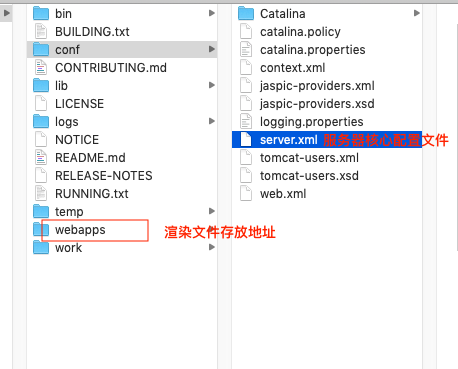 bin
BUILDING.txt
conf
CONTRIBUTING.md
lib
LICENSE
logs
NOTICE
README.md
RELEASE-NOTES
RUNNING.txt
temp
webapps 渲染文件存放地址
work
Catalina
catalina.policy
catalina.properties
context.xml
jaspic-providers.xml
jaspic-providers.xsd
logging.properties
server.xml 服务器核心配置文件
tomcat-users.xml
tomcat-users.xsd
web.xml